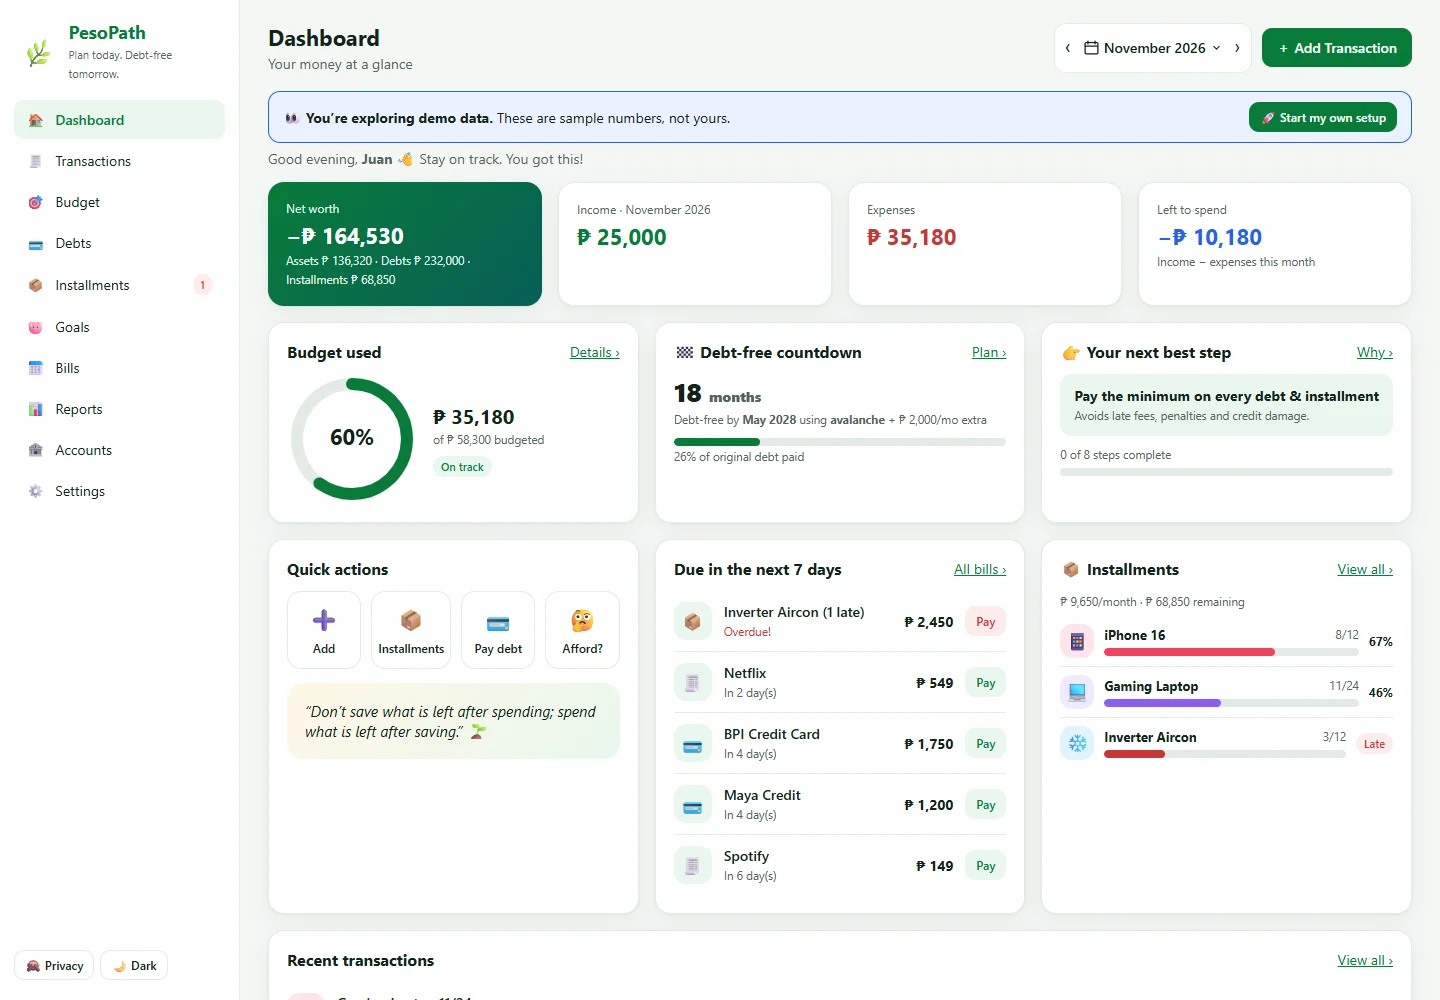 PesoPath
Plan today. Debt-free
tomorrow.
Dashboard
Transactions
Budget
Debts
Installments 1
Goals
Bills
Reports
Accounts
Settings
Privacy
Dark
Dashboard
Your money at a glance
‹ November 2026 ›
+ Add Transaction
You're exploring demo data. These are sample numbers, not yours.
Start my own setup
Good evening, Juan 👋 Stay on track. You got this!
Net worth
−₱ 164,530
Assets ₱ 136,320 · Debts ₱ 232,000 ·
Installments ₱ 68,850
Income · November 2026
₱ 25,000
Expenses
₱ 35,180
Left to spend
−₱ 10,180
Income − expenses this month
Budget used
Details ›
60%
₱ 35,180
of ₱ 58,300 budgeted
On track
Debt-free countdown
Plan ›
18 months
Debt-free by May 2028 using avalanche + ₱ 2,000/mo extra
26% of original debt paid
Your next best step
Why ›
Pay the minimum on every debt & installment
Avoids late fees, penalties and credit damage.
0 of 8 steps complete
Quick actions
Add
Installments
Pay debt
Afford?
“Don’t save what is left after spending; spend
what is left after saving.”
Due in the next 7 days
All bills ›
Inverter Aircon (1 late)
Overdue!
₱ 2,450
Pay
Netflix
In 2 day(s)
₱ 549
Pay
BPI Credit Card
In 4 day(s)
₱ 1,750
Pay
Maya Credit
In 4 day(s)
₱ 1,200
Pay
Spotify
In 6 day(s)
₱ 149
Pay
Installments
View all ›
₱ 9,650/month · ₱ 68,850 remaining
iPhone 16
8/12
67%
Gaming Laptop
11/24
46%
Inverter Aircon
3/12
Late
Recent transactions
View all ›